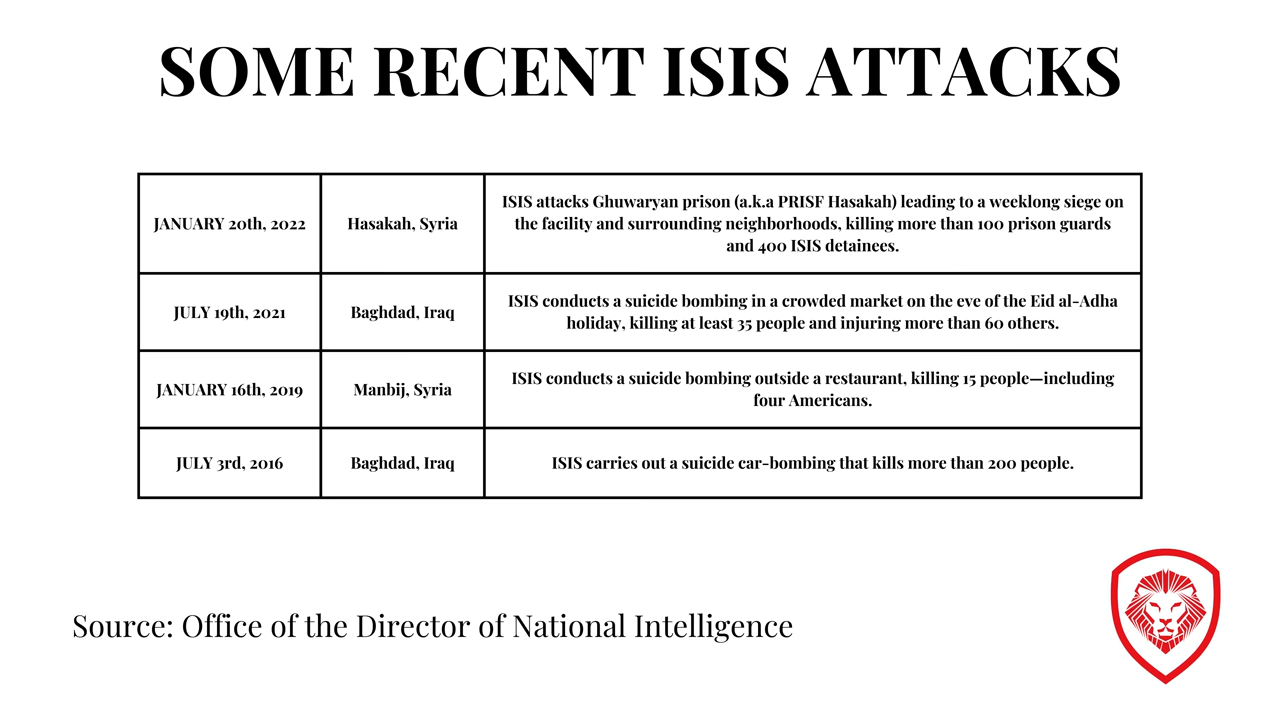 SOME RECENT ISIS ATTACKS
JANUARY 20th, 2022
Hasakah, Syria
ISIS attacks Ghuwaryan prison (a.k.a PRISF Hasakah) leading to a weeklong siege on
the facility and surrounding neighborhoods, killing more than 100 prison guards
and 400 ISIS detainees.
JULY 19th, 2021
Baghdad, Iraq
ISIS conducts a suicide bombing in a crowded market on the eve of the Eid al-Adha
holiday, killing at least 35 people and injuring more than 60 others.
JANUARY 16th, 2019
Manbij, Syria
ISIS conducts a suicide bombing outside a restaurant, killing 15 people—including
four Americans.
JULY 3rd, 2016
Baghdad, Iraq
ISIS carries out a suicide car-bombing that kills more than 200 people.
Source: Office of the Director of National Intelligence